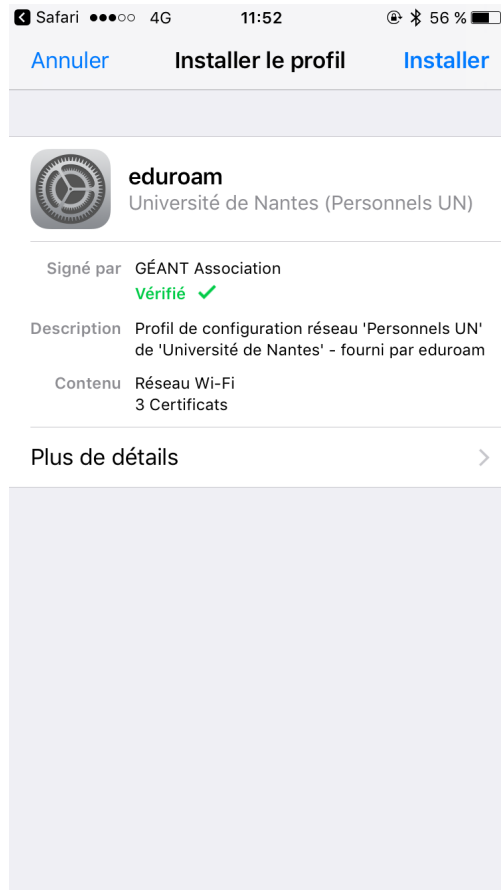 Safari 4G 11:52 56 %
Annuler Installer le profil Installer
eduroam
Université de Nantes (Personnels UN)
Signé par GÉANT Association
Vérifié ✓
Description Profil de configuration réseau 'Personnels UN'
de 'Université de Nantes' - fourni par eduroam
Contenu Réseau Wi-Fi
3 Certificats
Plus de détails